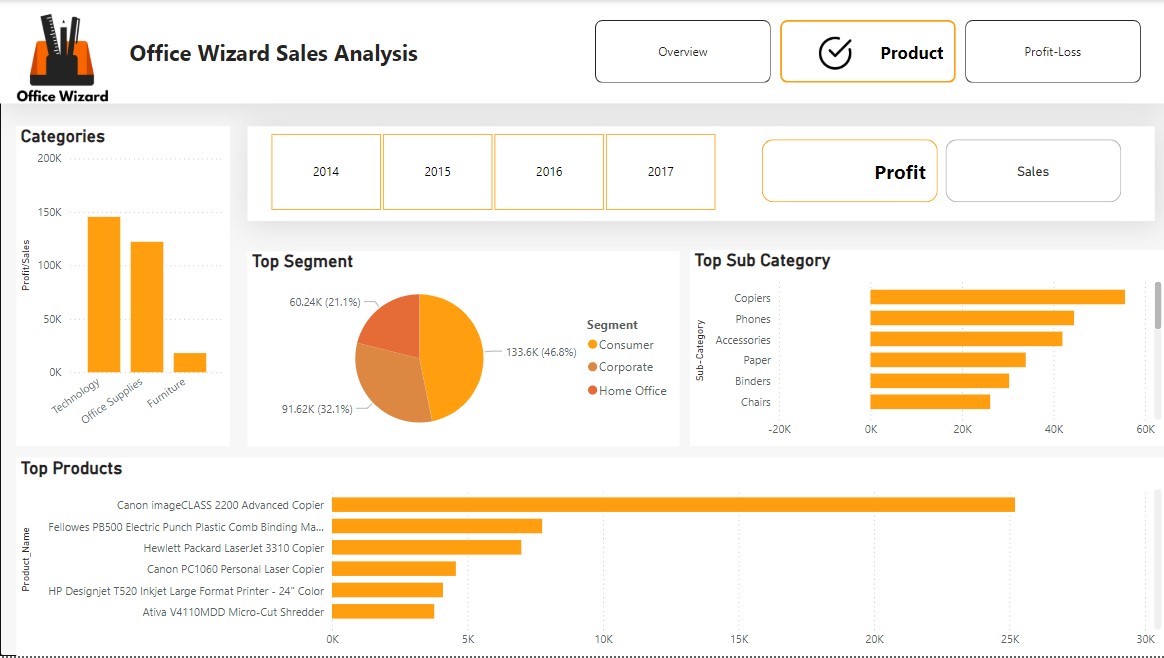 Office Wizard
Office Wizard Sales Analysis
Overview
Product
Profit-Loss
Categories
200K
150K
100K
50K
0K
Profit/Sales
Technology
Office Supplies
Furniture
2014
2015
2016
2017
Profit
Sales
Top Segment
60.24K (21.1%)
133.6K (46.8%)
91.62K (32.1%)
Segment
Consumer
Corporate
Home Office
Top Sub Category
Sub-Category
Copiers
Phones
Accessories
Paper
Binders
Chairs
-20K
0K
20K
40K
60K
Top Products
Product_Name
Canon imageCLASS 2200 Advanced Copier
Fellowes PB500 Electric Punch Plastic Comb Binding Ma...
Hewlett Packard LaserJet 3310 Copier
Canon PC1060 Personal Laser Copier
HP Designjet T520 Inkjet Large Format Printer - 24" Color
Ativa V4110MDD Micro-Cut Shredder
0K
5K
10K
15K
20K
25K
30K